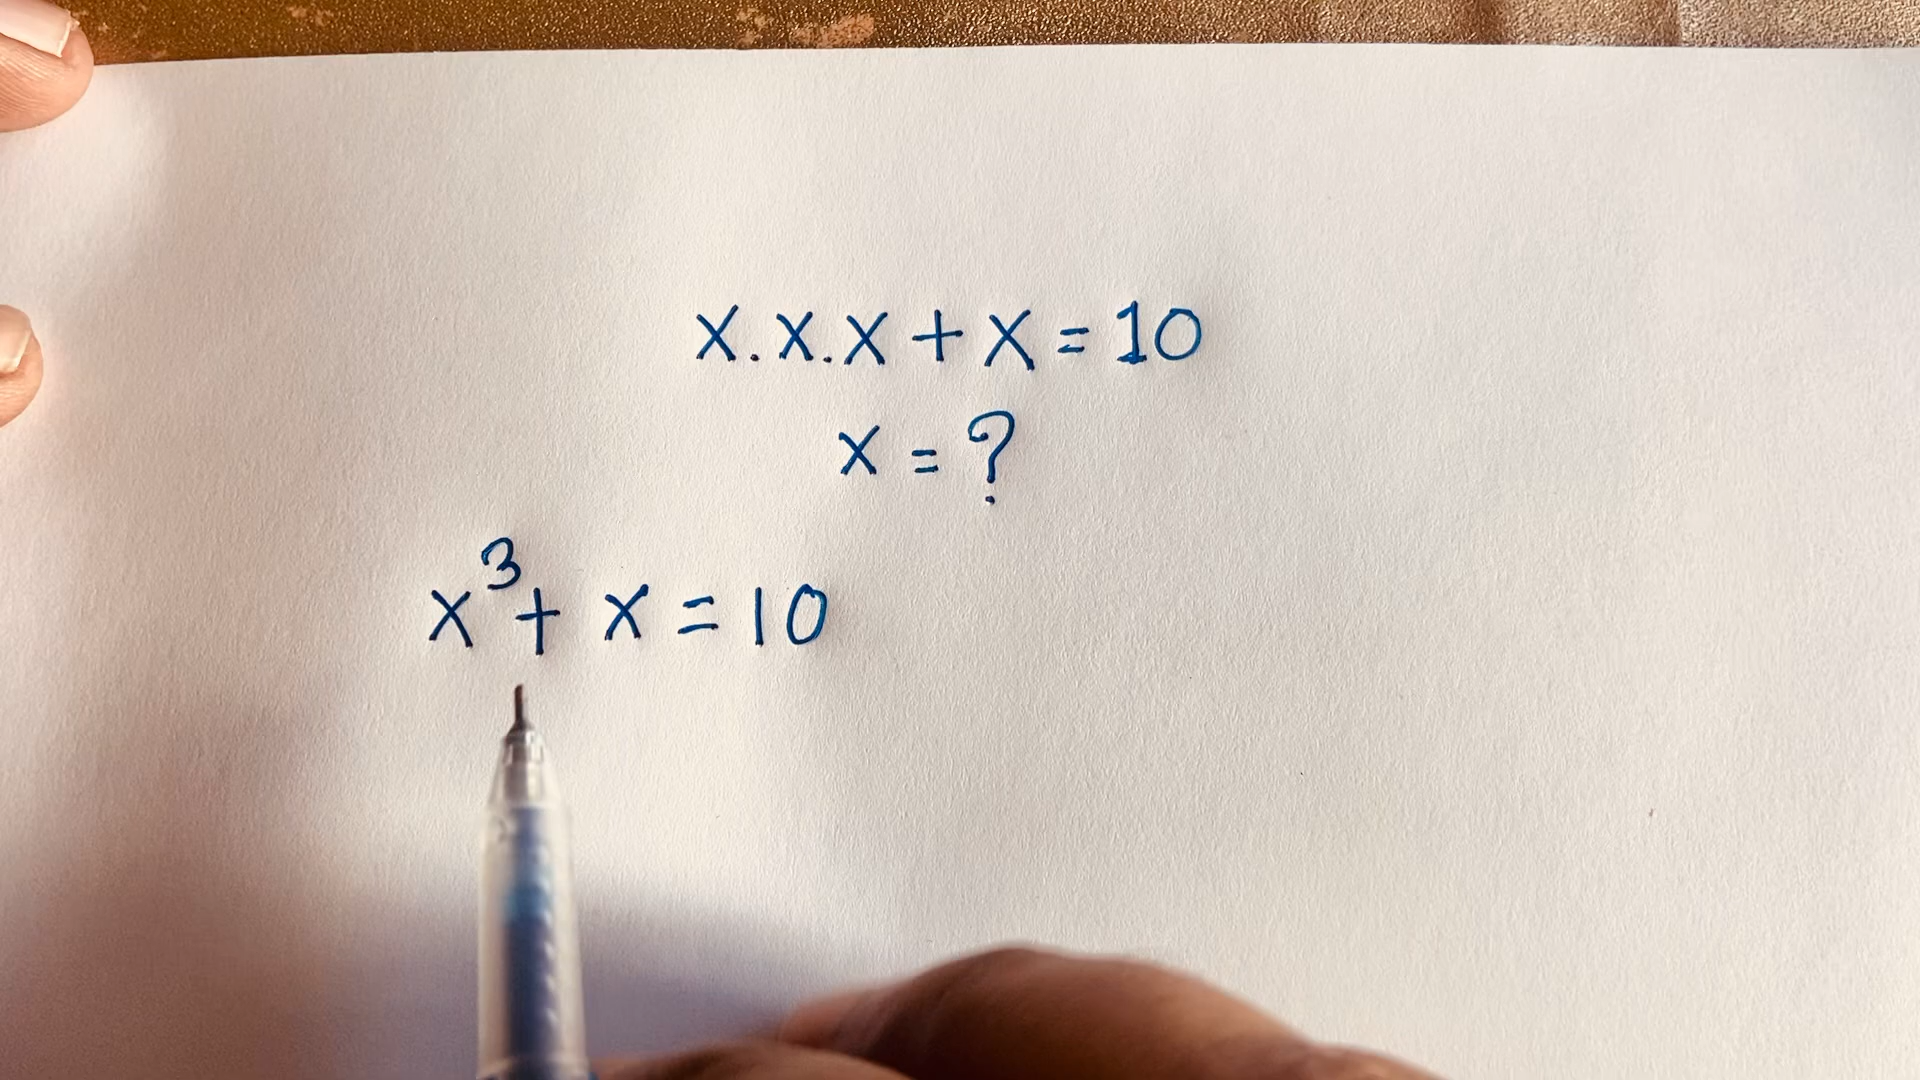 x.x.x + x = 10
x = ?
x³ + x = 10